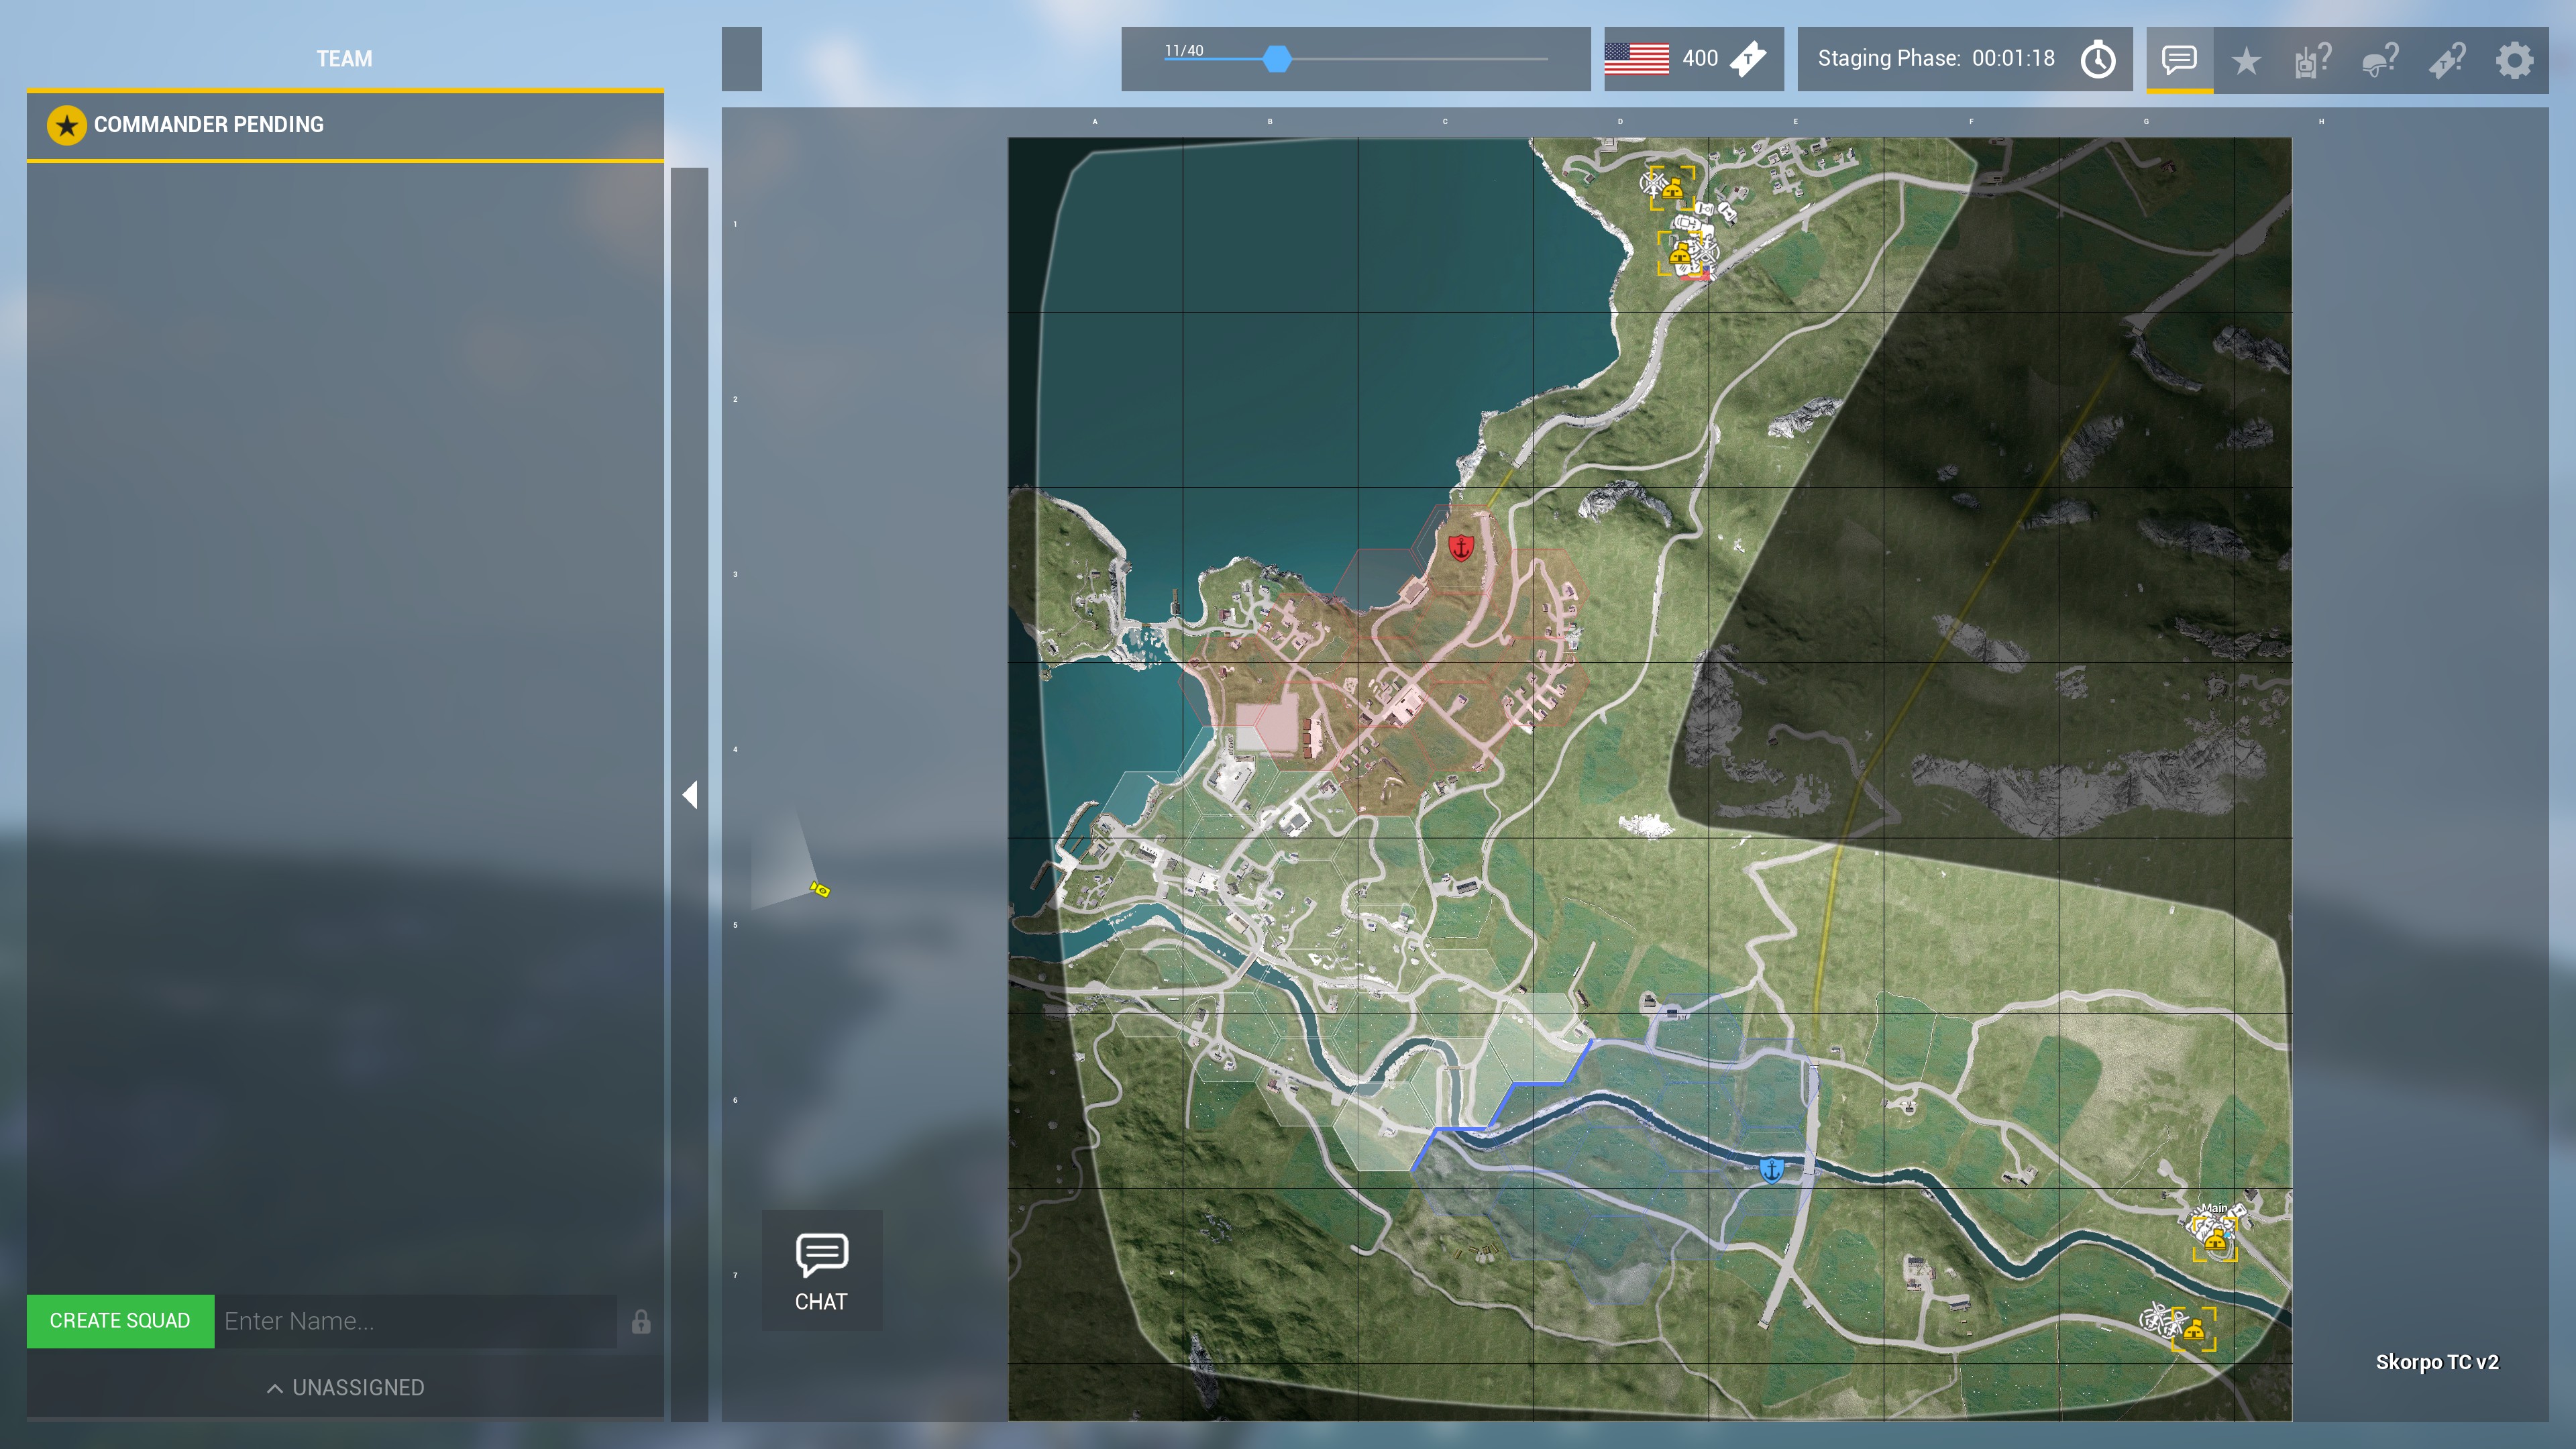 TEAM
COMMANDER PENDING
11/40
400
T
Staging Phase: 00:01:18
? ? T ?
A B C D E F G H
1
2
3
4
5
6
7
Main
CHAT
CREATE SQUAD Enter Name...
UNASSIGNED
Skorpo TC v2